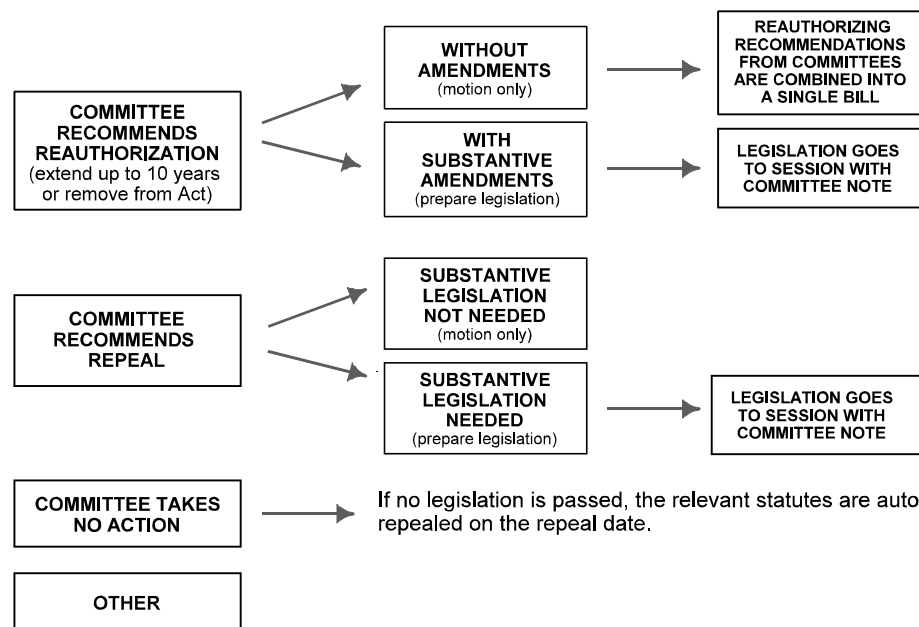 COMMITTEE
RECOMMENDS
REAUTHORIZATION
(extend up to 10 years
or remove from Act)
WITHOUT
AMENDMENTS
(motion only)
REAUTHORIZING
RECOMMENDATIONS
FROM COMMITTEES
ARE COMBINED INTO
A SINGLE BILL
WITH
SUBSTANTIVE
AMENDMENTS
(prepare legislation)
LEGISLATION GOES
TO SESSION WITH
COMMITTEE NOTE
COMMITTEE
RECOMMENDS
REPEAL
SUBSTANTIVE
LEGISLATION
NOT NEEDED
(motion only)
SUBSTANTIVE
LEGISLATION
NEEDED
(prepare legislation)
LEGISLATION GOES
TO SESSION WITH
COMMITTEE NOTE
COMMITTEE TAKES
NO ACTION
If no legislation is passed, the relevant statutes are auto
repealed on the repeal date.
OTHER